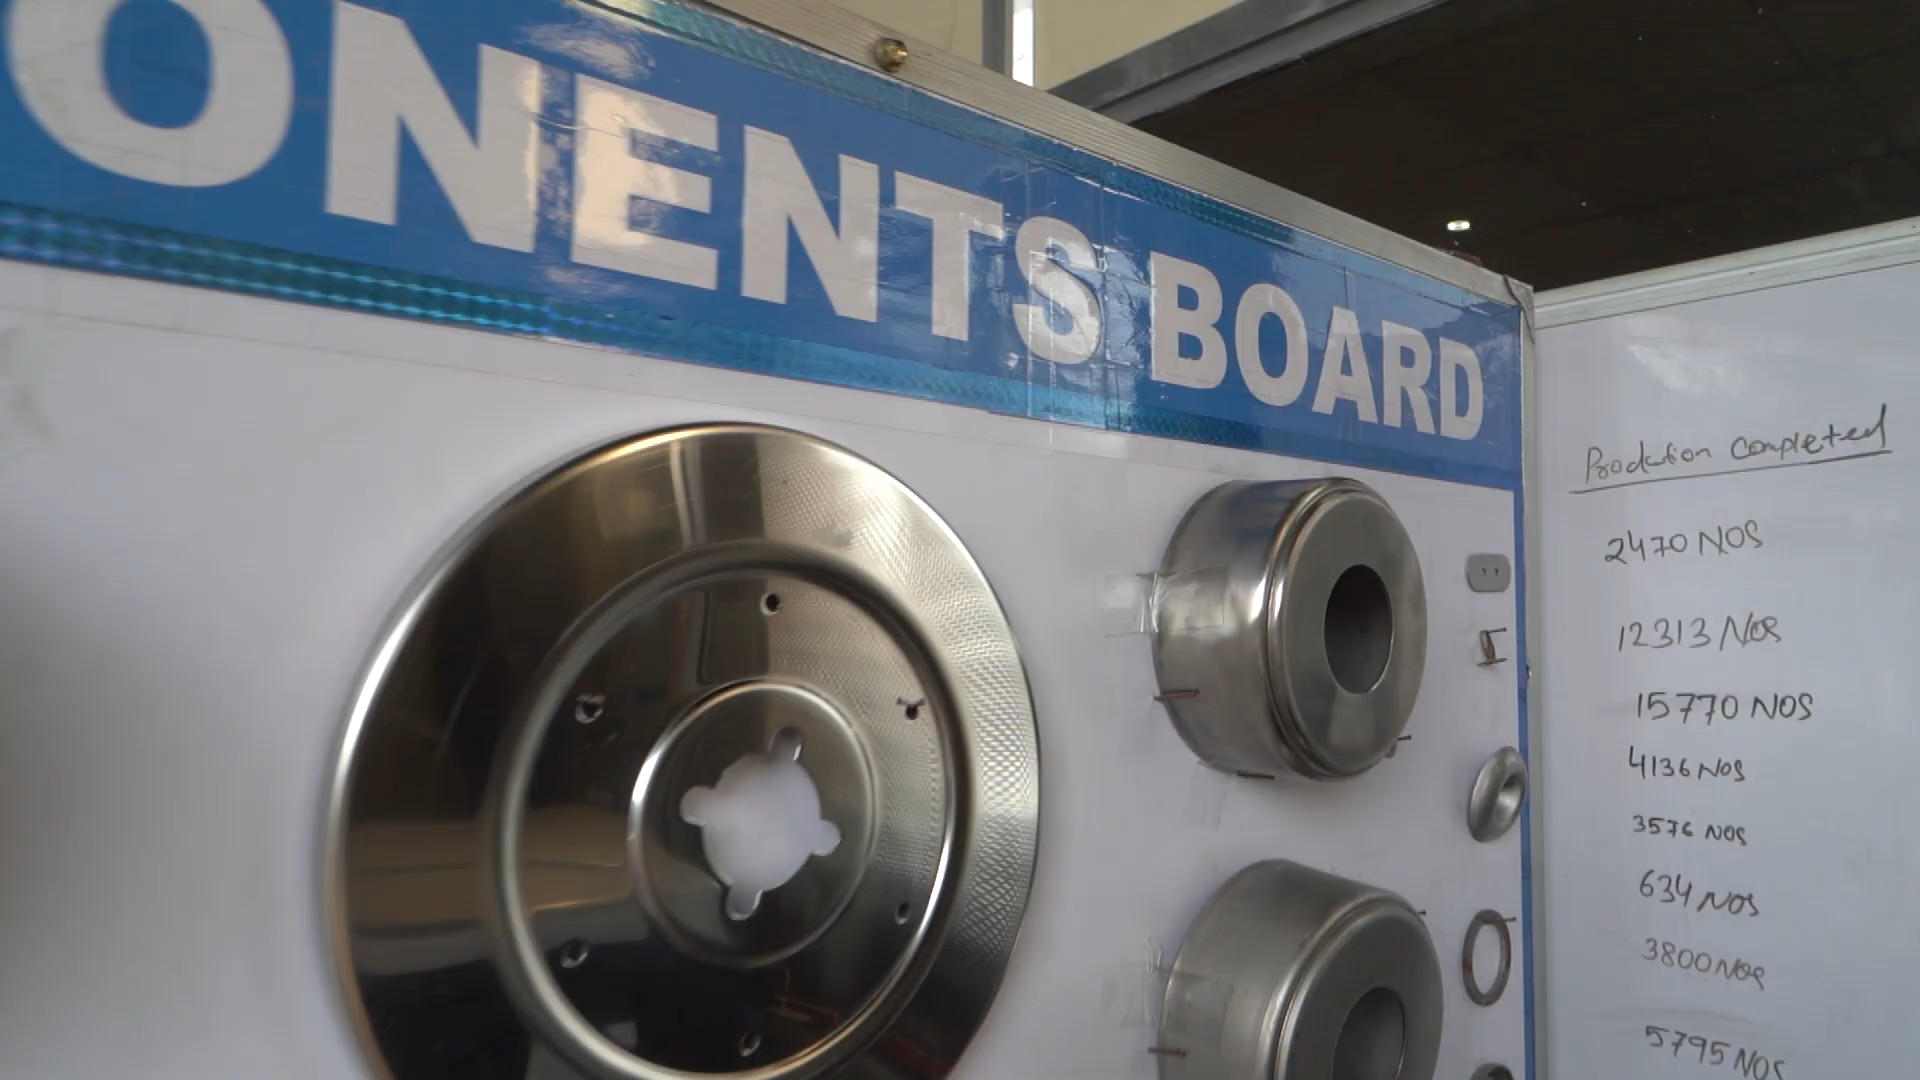 ONENTS BOARD
Production Completed
2470 NOS
12313 NOS
15770 NOS
4136 NOS
3576 NOS
634 NOS
3800 NOS
5795 NOS